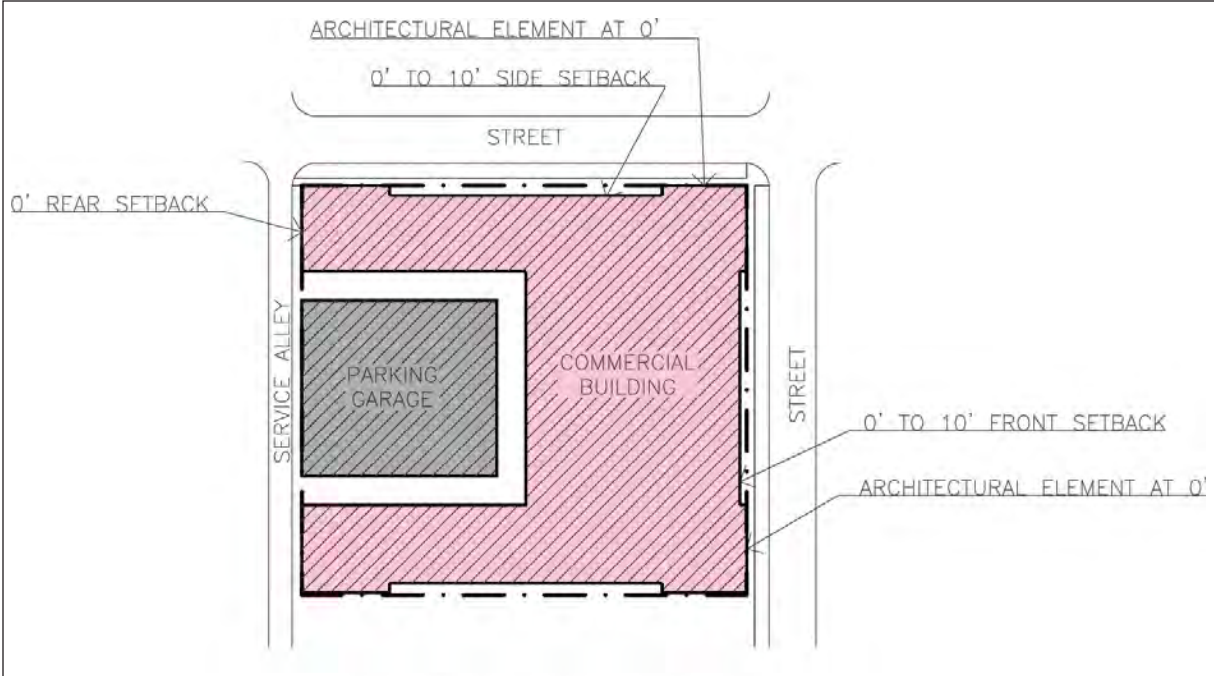 ARCHITECTURAL ELEMENT AT 0'
0' TO 10' SIDE SETBACK
STREET
0' REAR SETBACK
SERVICE ALLEY
PARKING
GARAGE
COMMERCIAL
BUILDING
STREET
0' TO 10' FRONT SETBACK
ARCHITECTURAL ELEMENT AT 0'